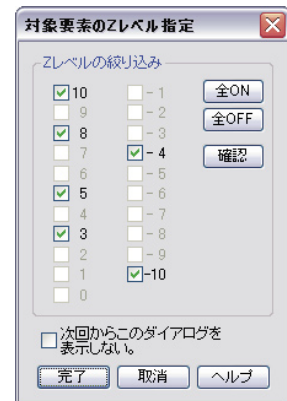 対象要素のZレベル指定
Zレベルの絞り込み
10 - 1 全ON
9 - 2 全OFF
8 - 3
7 - 4 確認
6 - 5
5 - 6
4 - 7
3 - 8
2 - 9
1 -10
0
次回からこのダイアログを
表示しない。
完了 取消 ヘルプ